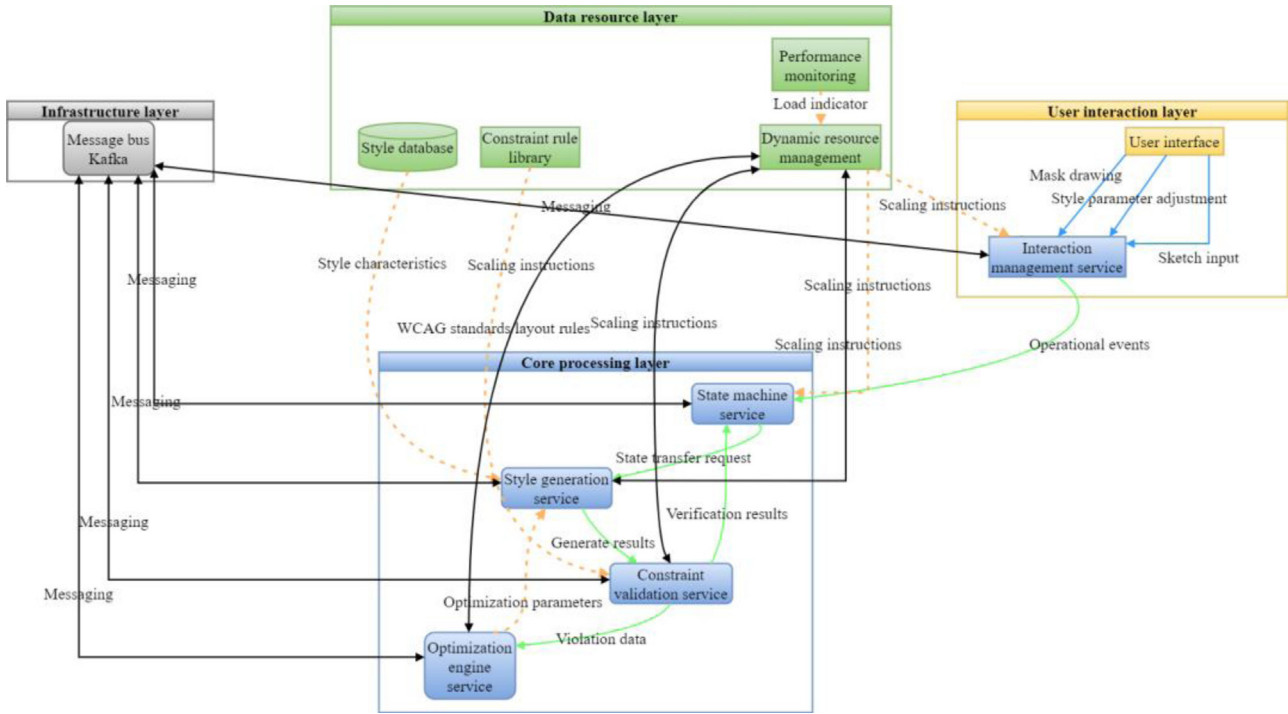 Data resource layer
Performance
monitoring
Load indicator
Infrastructure layer
Message bus
Kafka
Style database
Constraint rule
library
Dynamic resource
management
User interaction layer
User interface
Mask drawing
Style parameter adjustment
Messaging
Scaling instructions
Interaction
management service
Sketch input
Messaging
Style characteristics
Scaling instructions
Scaling instructions
WCAG standards layout rules
Scaling instructions
Scaling instructions
Operational events
Core processing layer
State machine
service
Messaging
State transfer request
Style generation
service
Verification results
Messaging
Generate results
Constraint
validation service
Messaging
Optimization parameters
Violation data
Optimization
engine
service